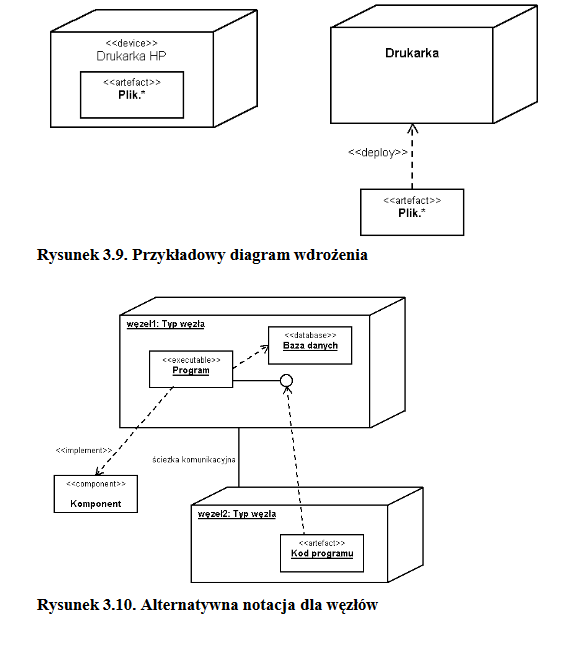 <<device>>
Drukarka HP
<<artefact>>
Plik.*
Drukarka
<<deploy>>
<<artefact>>
Plik.*
Rysunek 3.9. Przykładowy diagram wdrożenia
węzeł1: Typ węzła
<<database>>
Baza danych
<<executable>>
Program
<<implement>>
ścieżka komunikacyjna
<<component>>
Komponent
węzeł2: Typ węzła
<<artefact>>
Kod programu
Rysunek 3.10. Alternatywna notacja dla węzłów